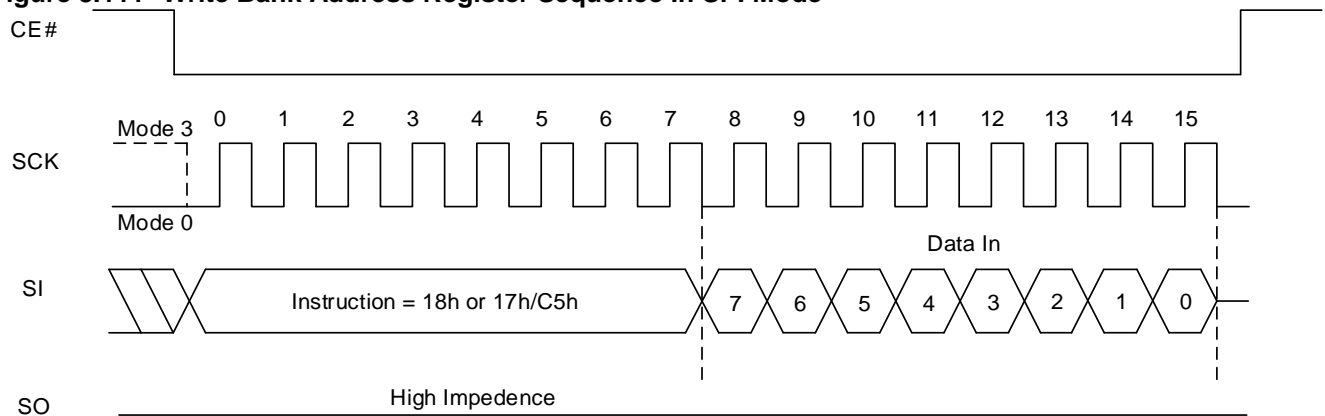 Write Bank Address Register Sequence In SPI Mode
CE#
Mode 3
0 1 2 3 4 5 6 7 8 9 10 11 12 13 14 15
SCK
Mode 0
Data In
SI
Instruction = 18h or 17h/C5h
7 6 5 4 3 2 1 0
High Impedence
SO